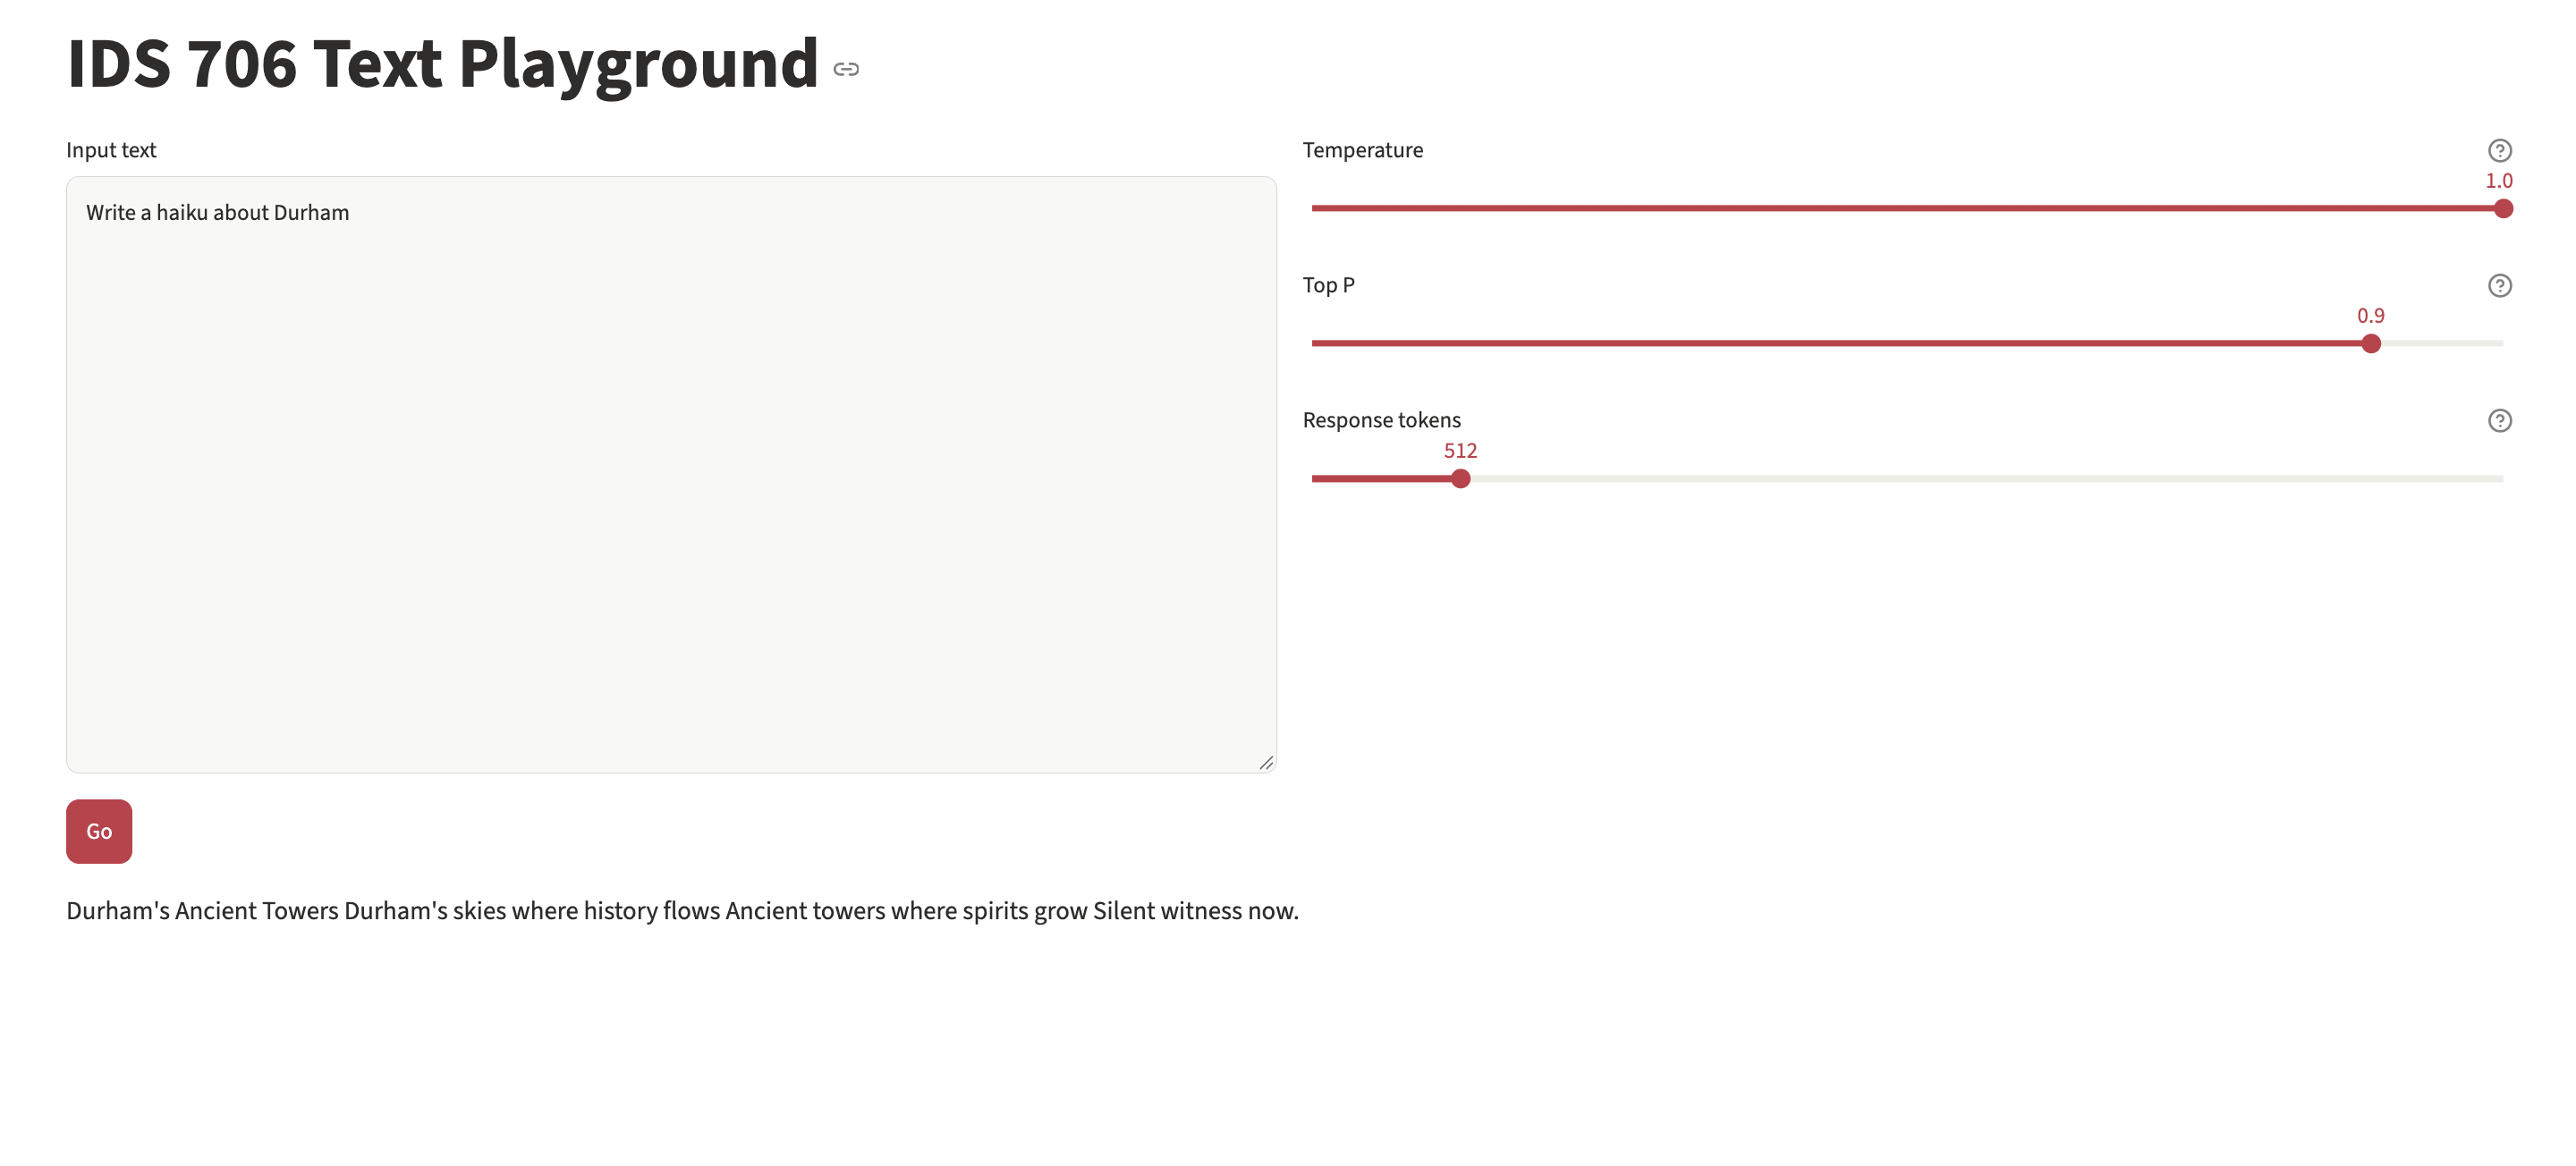 IDS 706 Text Playground
Input text
Write a haiku about Durham
Temperature
1.0
Top P
0.9
Response tokens
512
Go
Durham's Ancient Towers Durham's skies where history flows Ancient towers where spirits grow Silent witness now.